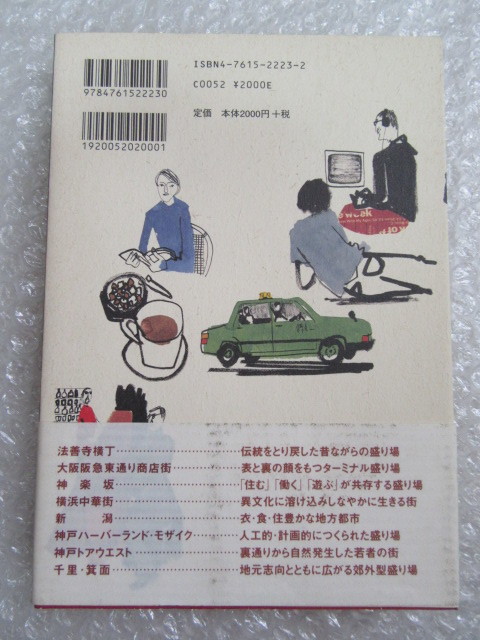 ISBN4-7615-2223-2
C0052 ¥2000E
定価 本体2000円+税
9784761522230
1920052020001
week
法善寺横丁……………………伝統をとり戻した昔ながらの盛り場
大阪阪急東通り商店街…………表と裏の顔をもつターミナル盛り場
神楽坂……………………「住む」「働く」「遊ぶ」が共存する盛り場
横浜中華街……………………異文化に溶け込みしなやかに生きる街
新潟……………………衣・食・住豊かな地方都市
神戸ハーバーランド・モザイク…………人工的・計画的につくられた盛り場
神戸トアウエスト……………………裏通りから自然発生した若者の街
千里・箕面……………………地元志向とともに広がる郊外型盛り場